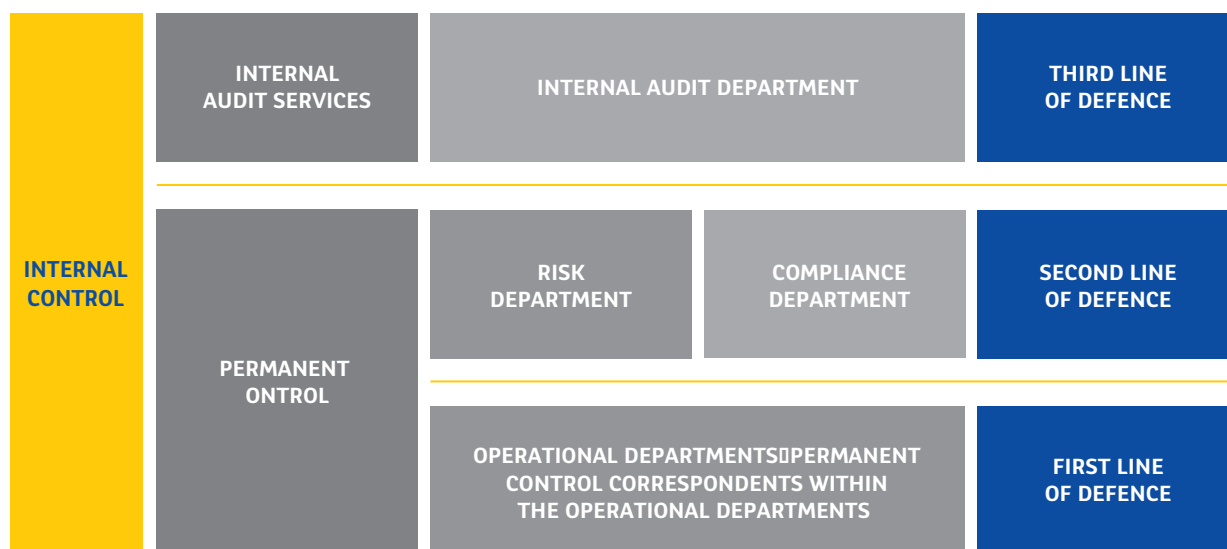 INTERNAL
CONTROL
INTERNAL
AUDIT SERVICES
INTERNAL AUDIT DEPARTMENT
THIRD LINE
OF DEFENCE
PERMANENT
ONTROL
RISK
DEPARTMENT
COMPLIANCE
DEPARTMENT
SECOND LINE
OF DEFENCE
OPERATIONAL DEPARTMENTS▯PERMANENT
CONTROL CORRESPONDENTS WITHIN
THE OPERATIONAL DEPARTMENTS
FIRST LINE
OF DEFENCE